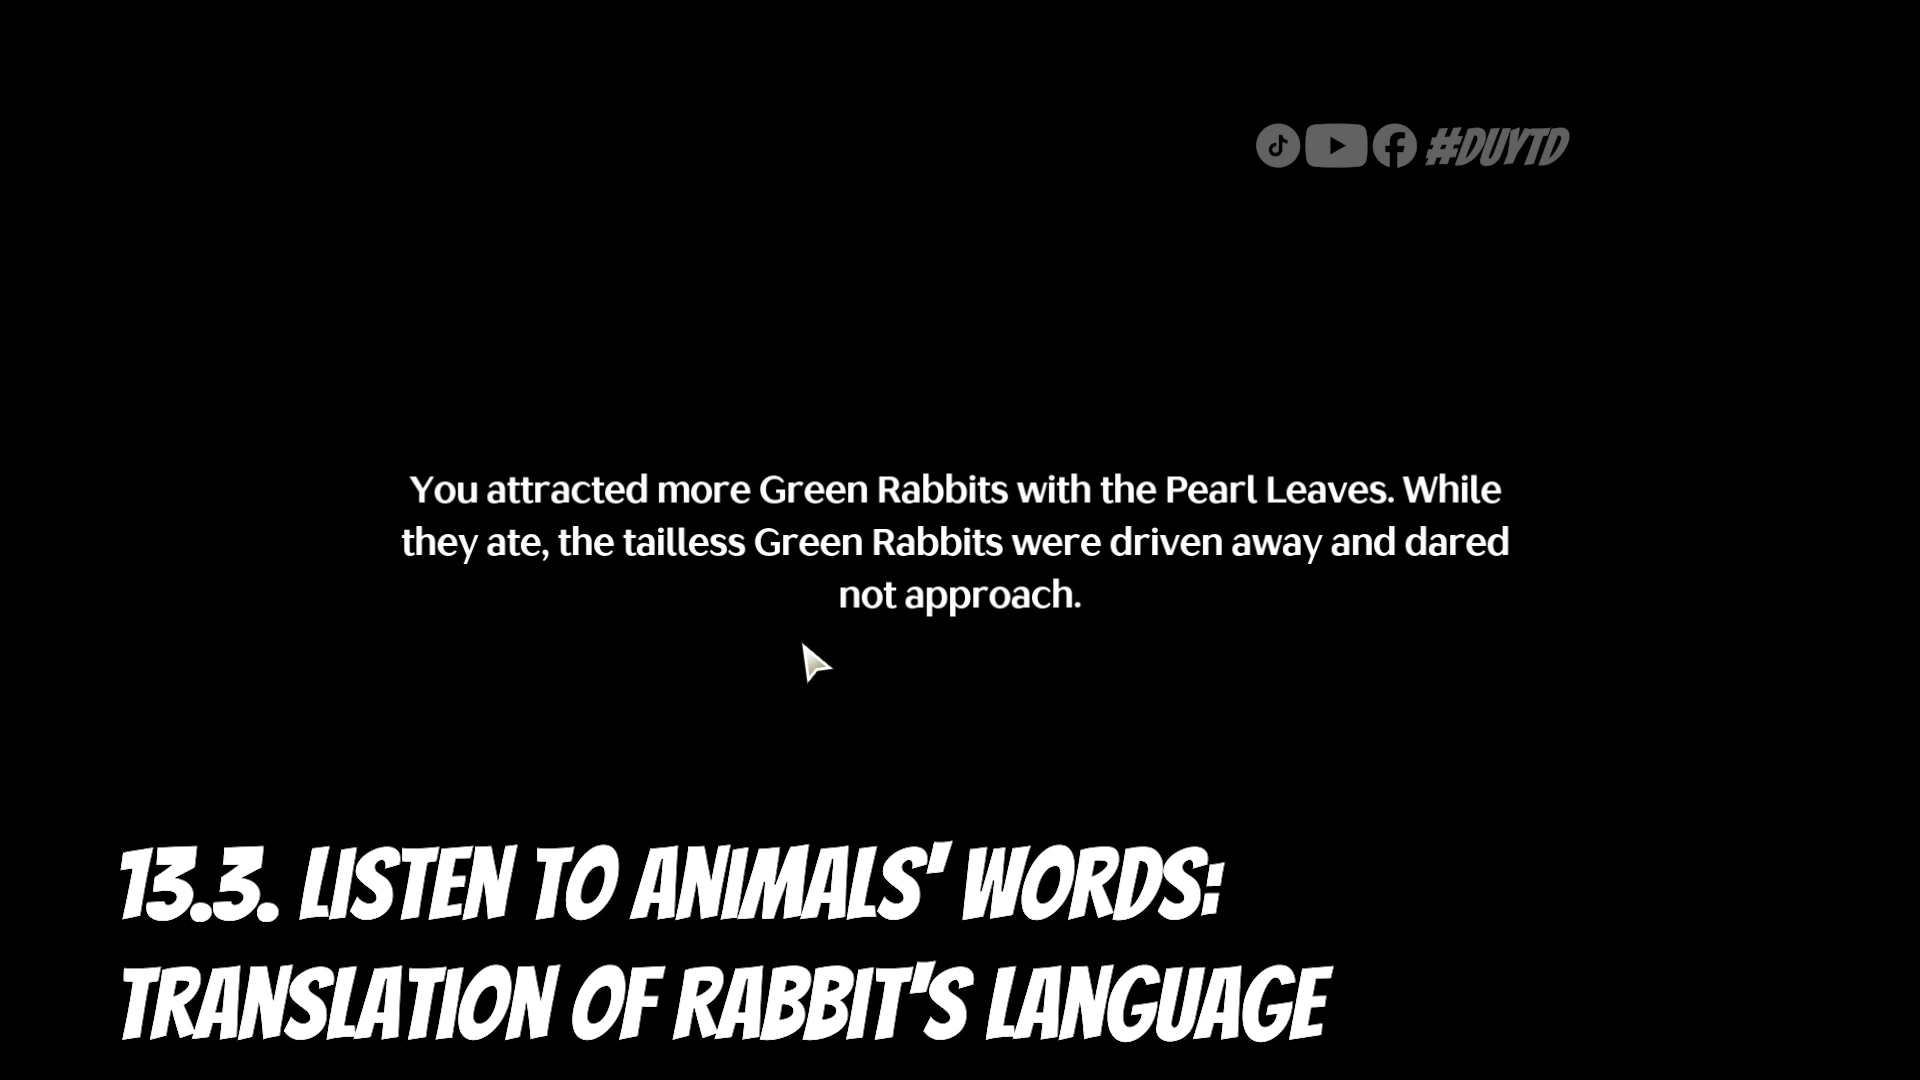 #DUYTD
You attracted more Green Rabbits with the Pearl Leaves. While
they ate, the tailless Green Rabbits were driven away and dared
not approach.
13.3. LISTEN TO ANIMALS' WORDS:
TRANSLATION OF RABBIT'S LANGUAGE